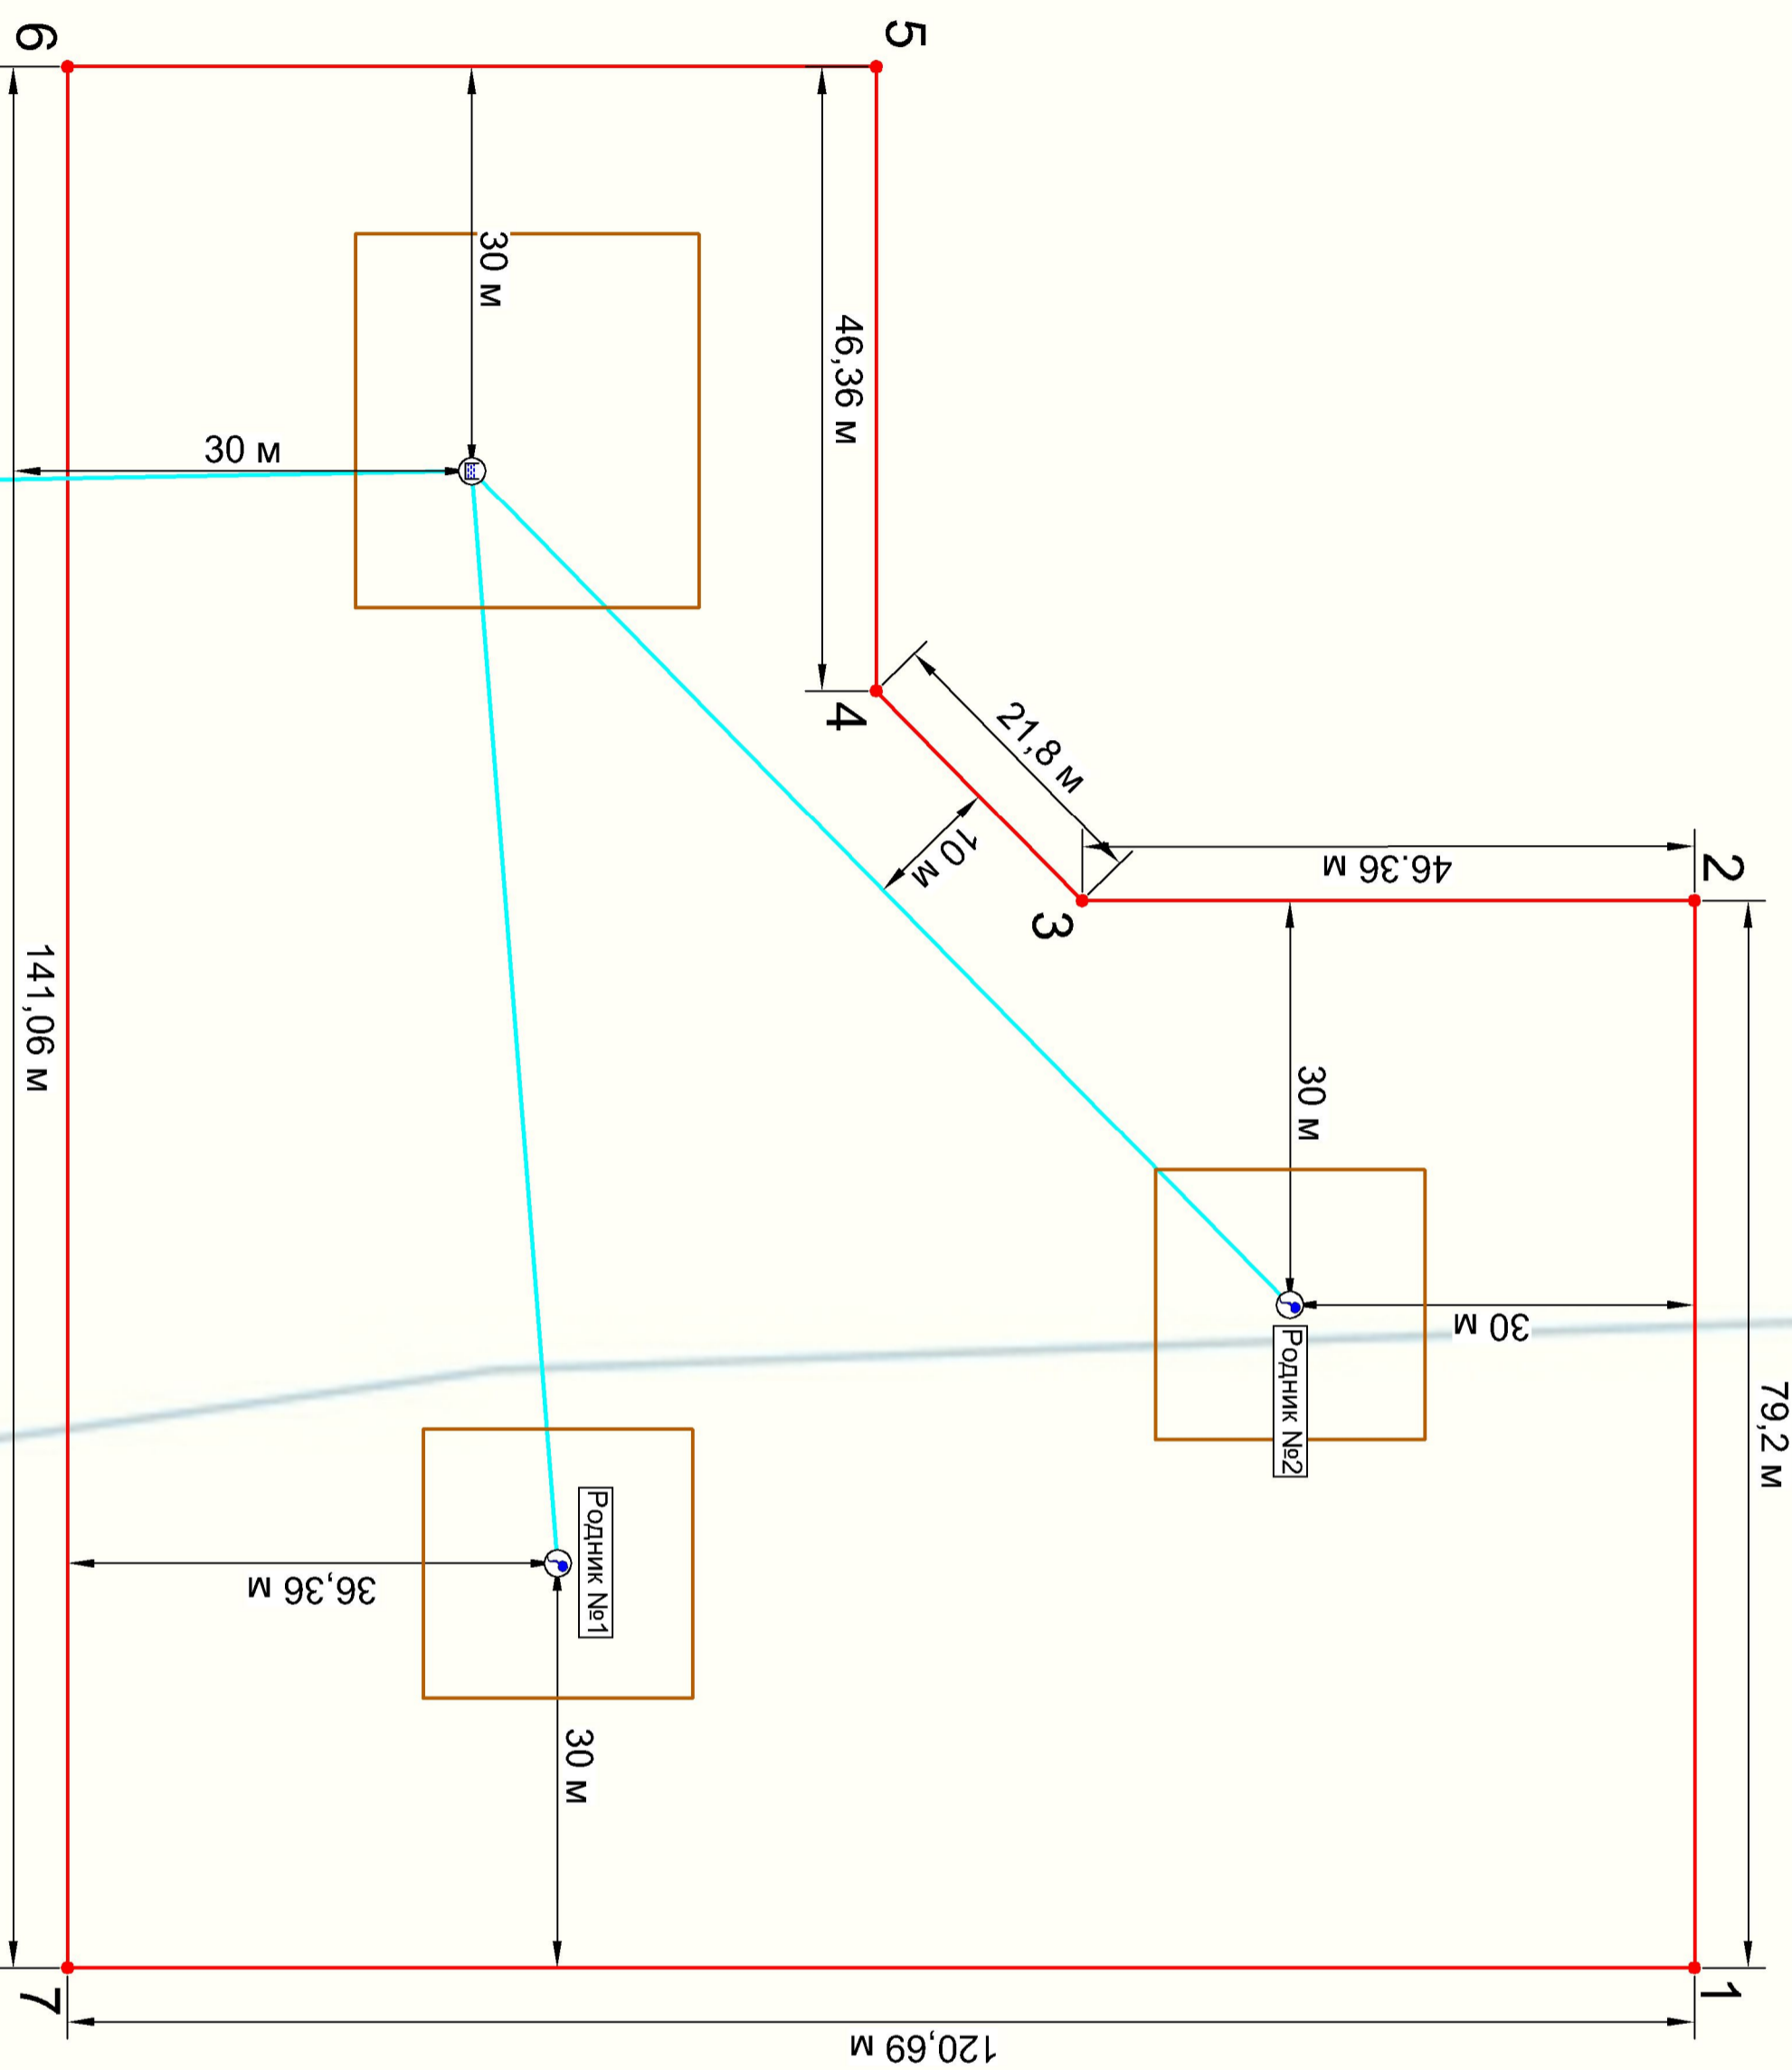 6
5
30 м
46,36 м
30 м
4
21,8 м
10 м
46.36 м
2
3
141,06 м
30 м
30 м
Родник №2
79,2 м
Родник №1
36,36 м
30 м
7
1
120,69 м